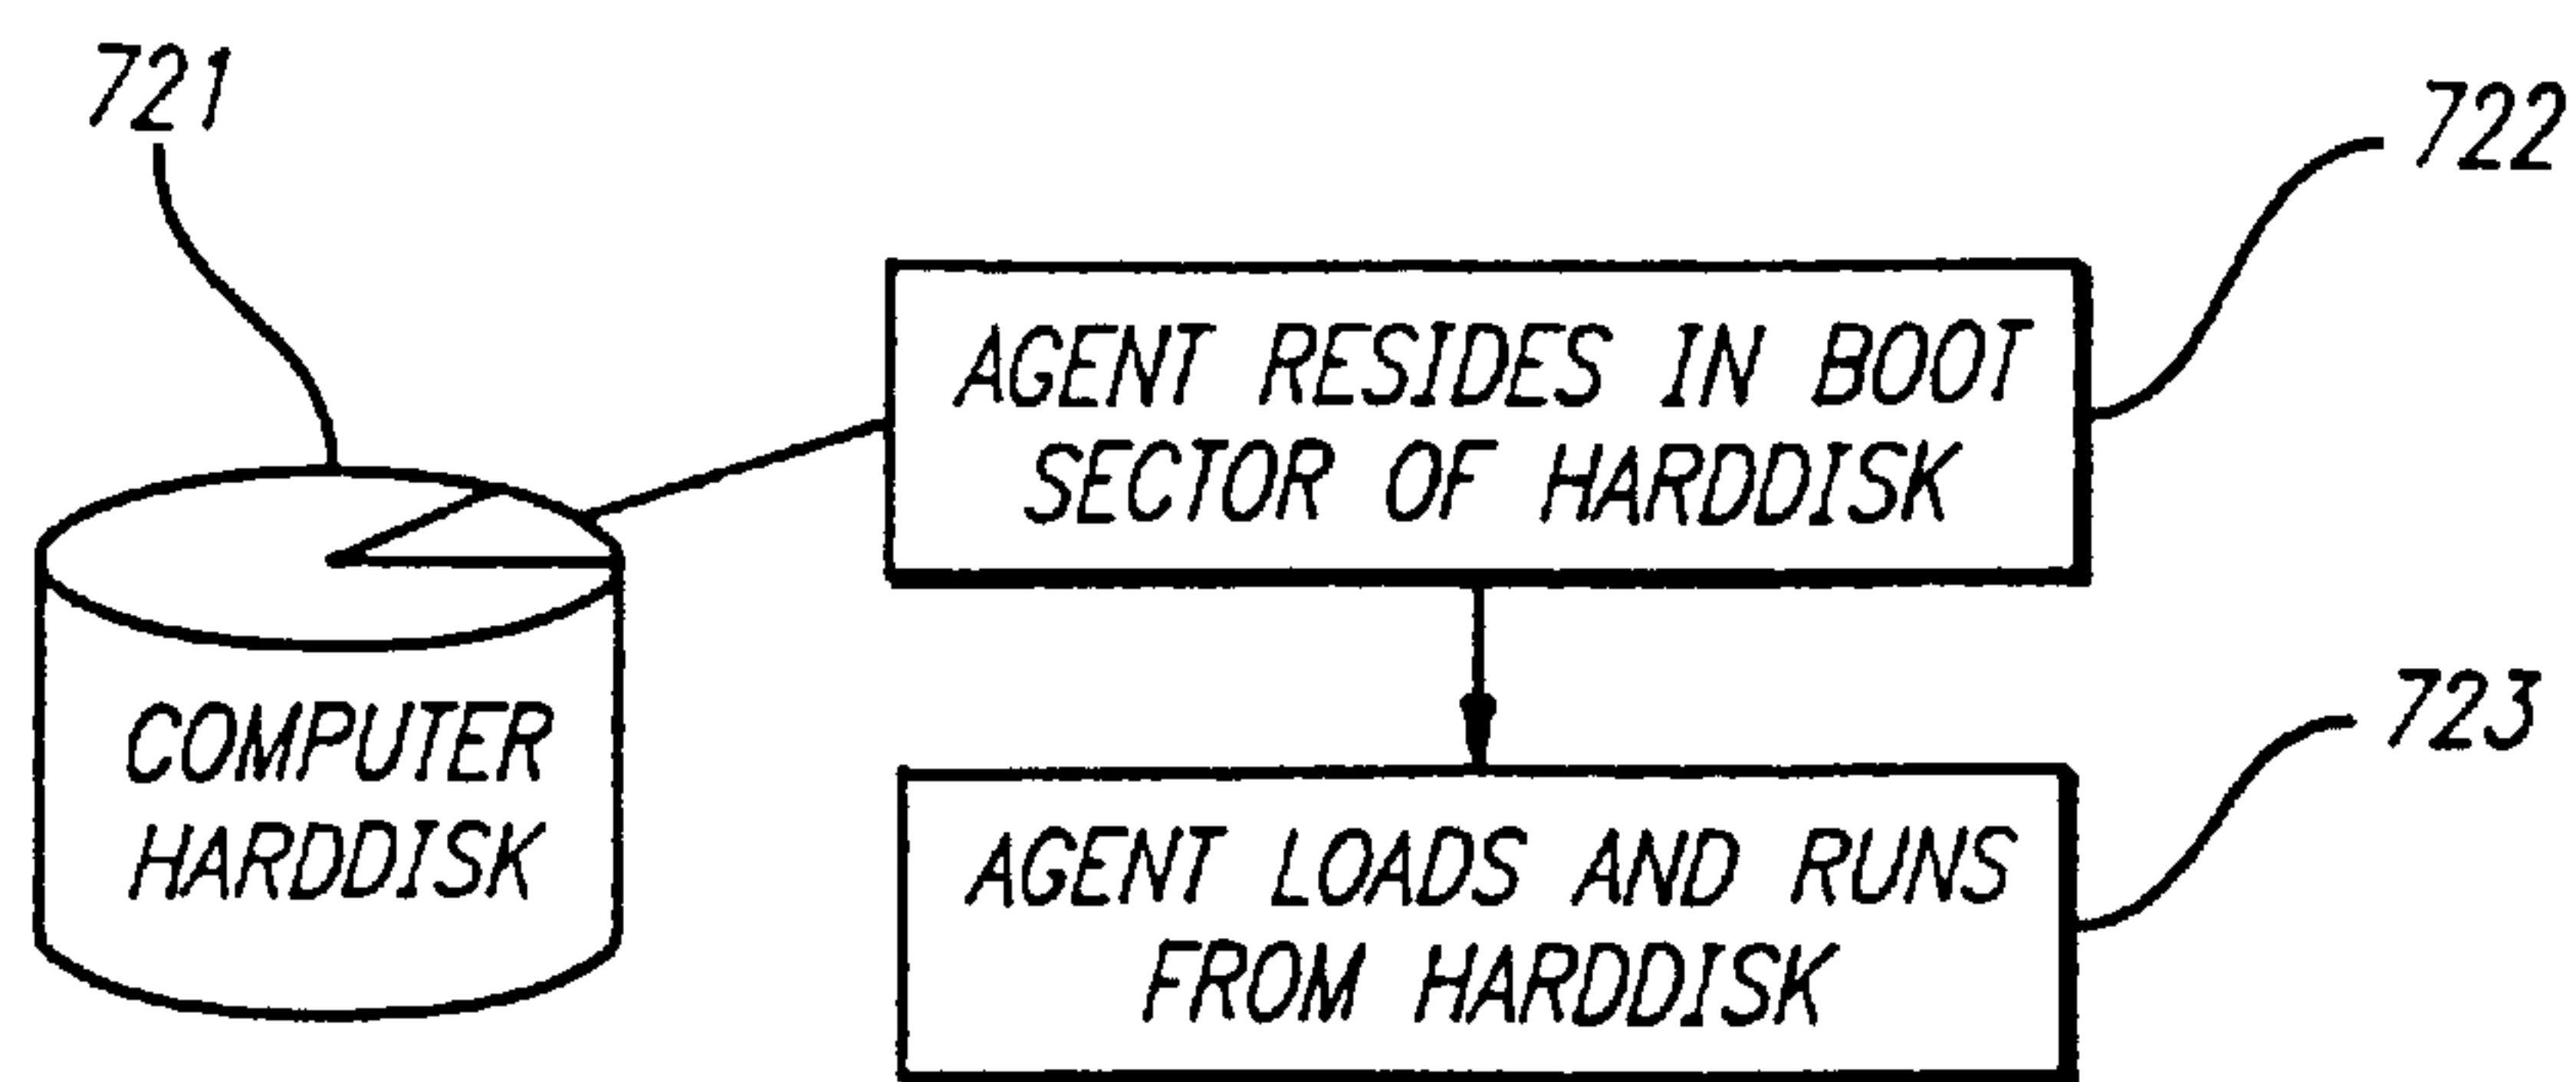 721
722
AGENT RESIDES IN BOOT
SECTOR OF HARDDISK
COMPUTER
HARDDISK
723
AGENT LOADS AND RUNS
FROM HARDDISK